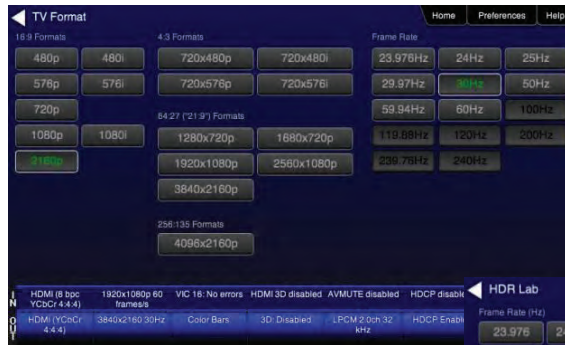 TV Format
Home Preferences Help
16:9 Formats
4:3 Formats
Frame Rate
480p 480i
720x480p 720x480i
23.976Hz 24Hz 25Hz
576p 576i
720x576p 720x576i
29.97Hz 30Hz 50Hz
720p
64:27 ("21:9") Formats
59.94Hz 60Hz 100Hz
1080p 1080i
1280x720p 1680x720p
119.88Hz 120Hz 200Hz
2160p
1920x1080p 2560x1080p
239.76Hz 240Hz
3840x2160p
256:135 Formats
4096x2160p
IN
HDMI (8 bpc YCbCr 4:4:4)
1920x1080p 60 frames/s
VIC 16: No errors
HDMI 3D disabled
AVMUTE disabled
HDCP
OUT
HDMI (YCbCr 4:4:4)
3840x2160 30Hz
Color Bars
3D: Disabled
LPCM 2.0ch 32 kHz
HDCP
HDR Lab
Frame Rate (Hz)
23.976